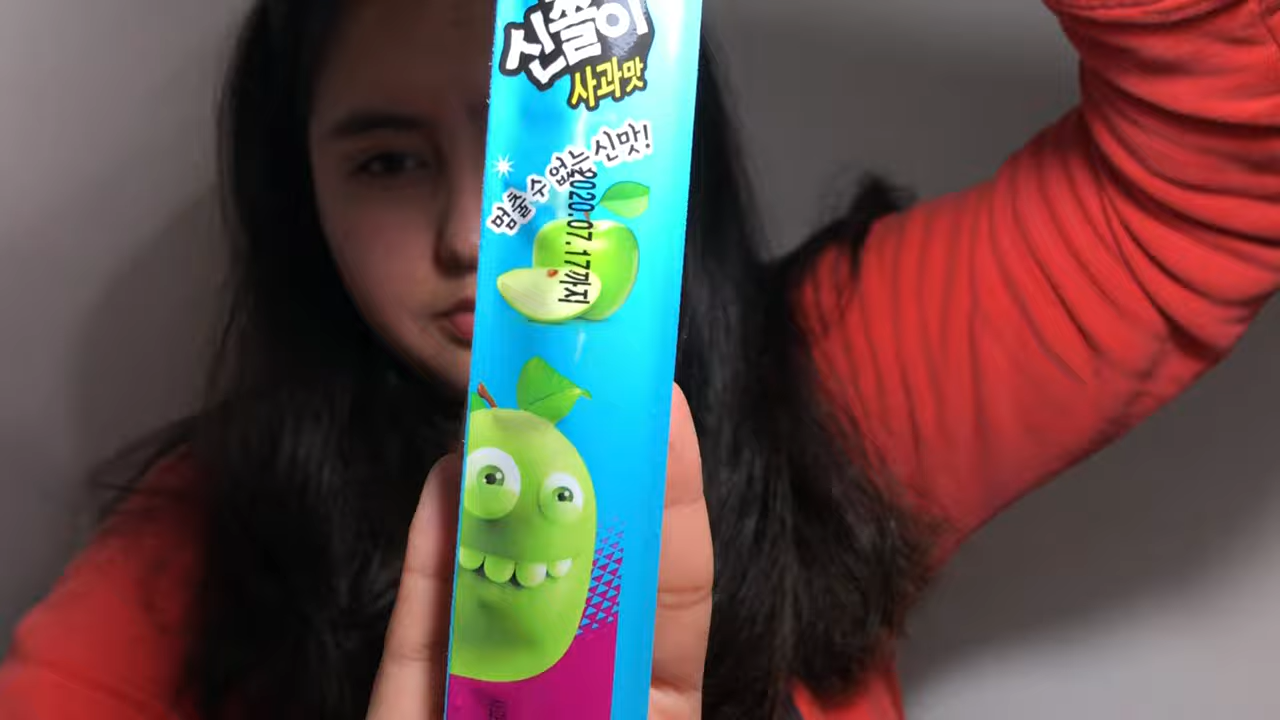 신쫄이
사과맛
멈출 수 없는 신맛!
2020.07.17까지